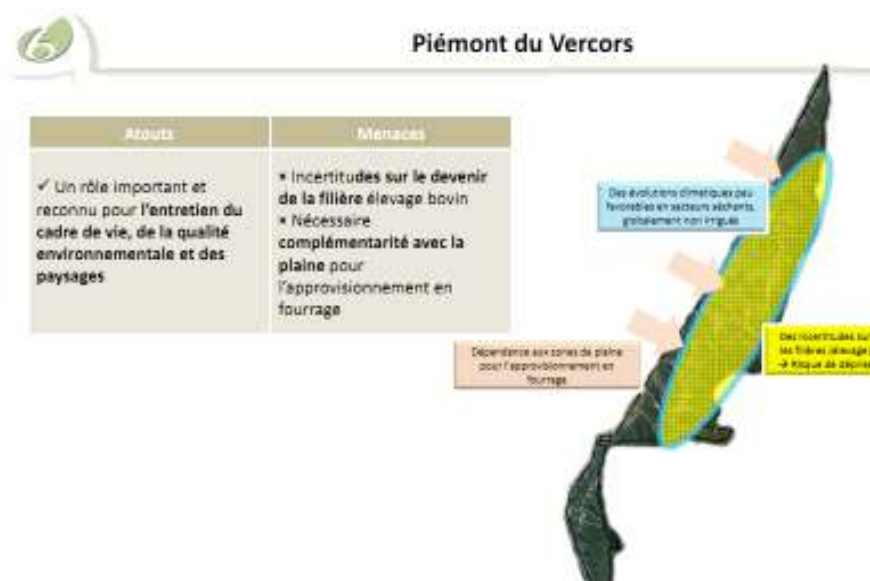 6
Piémont du Vercors
Atouts
Menaces
✓ Un rôle important et
reconnu pour l'entretien du
cadre de vie, de la qualité
environnementale et des
paysages
▪ Incertitudes sur le devenir
de la filière élevage bovin
▪ Nécessaire
complémentarité avec la
plaine pour
l'approvisionnement en
fourrage
Des évolutions climatiques peu
favorables en secteurs séchants,
globalement non irrigués
Dépendance aux zones de plaine
pour l'approvisionnement en
fourrage
Des incertitudes sur
les filières (élevage)
→ Risque de déprise